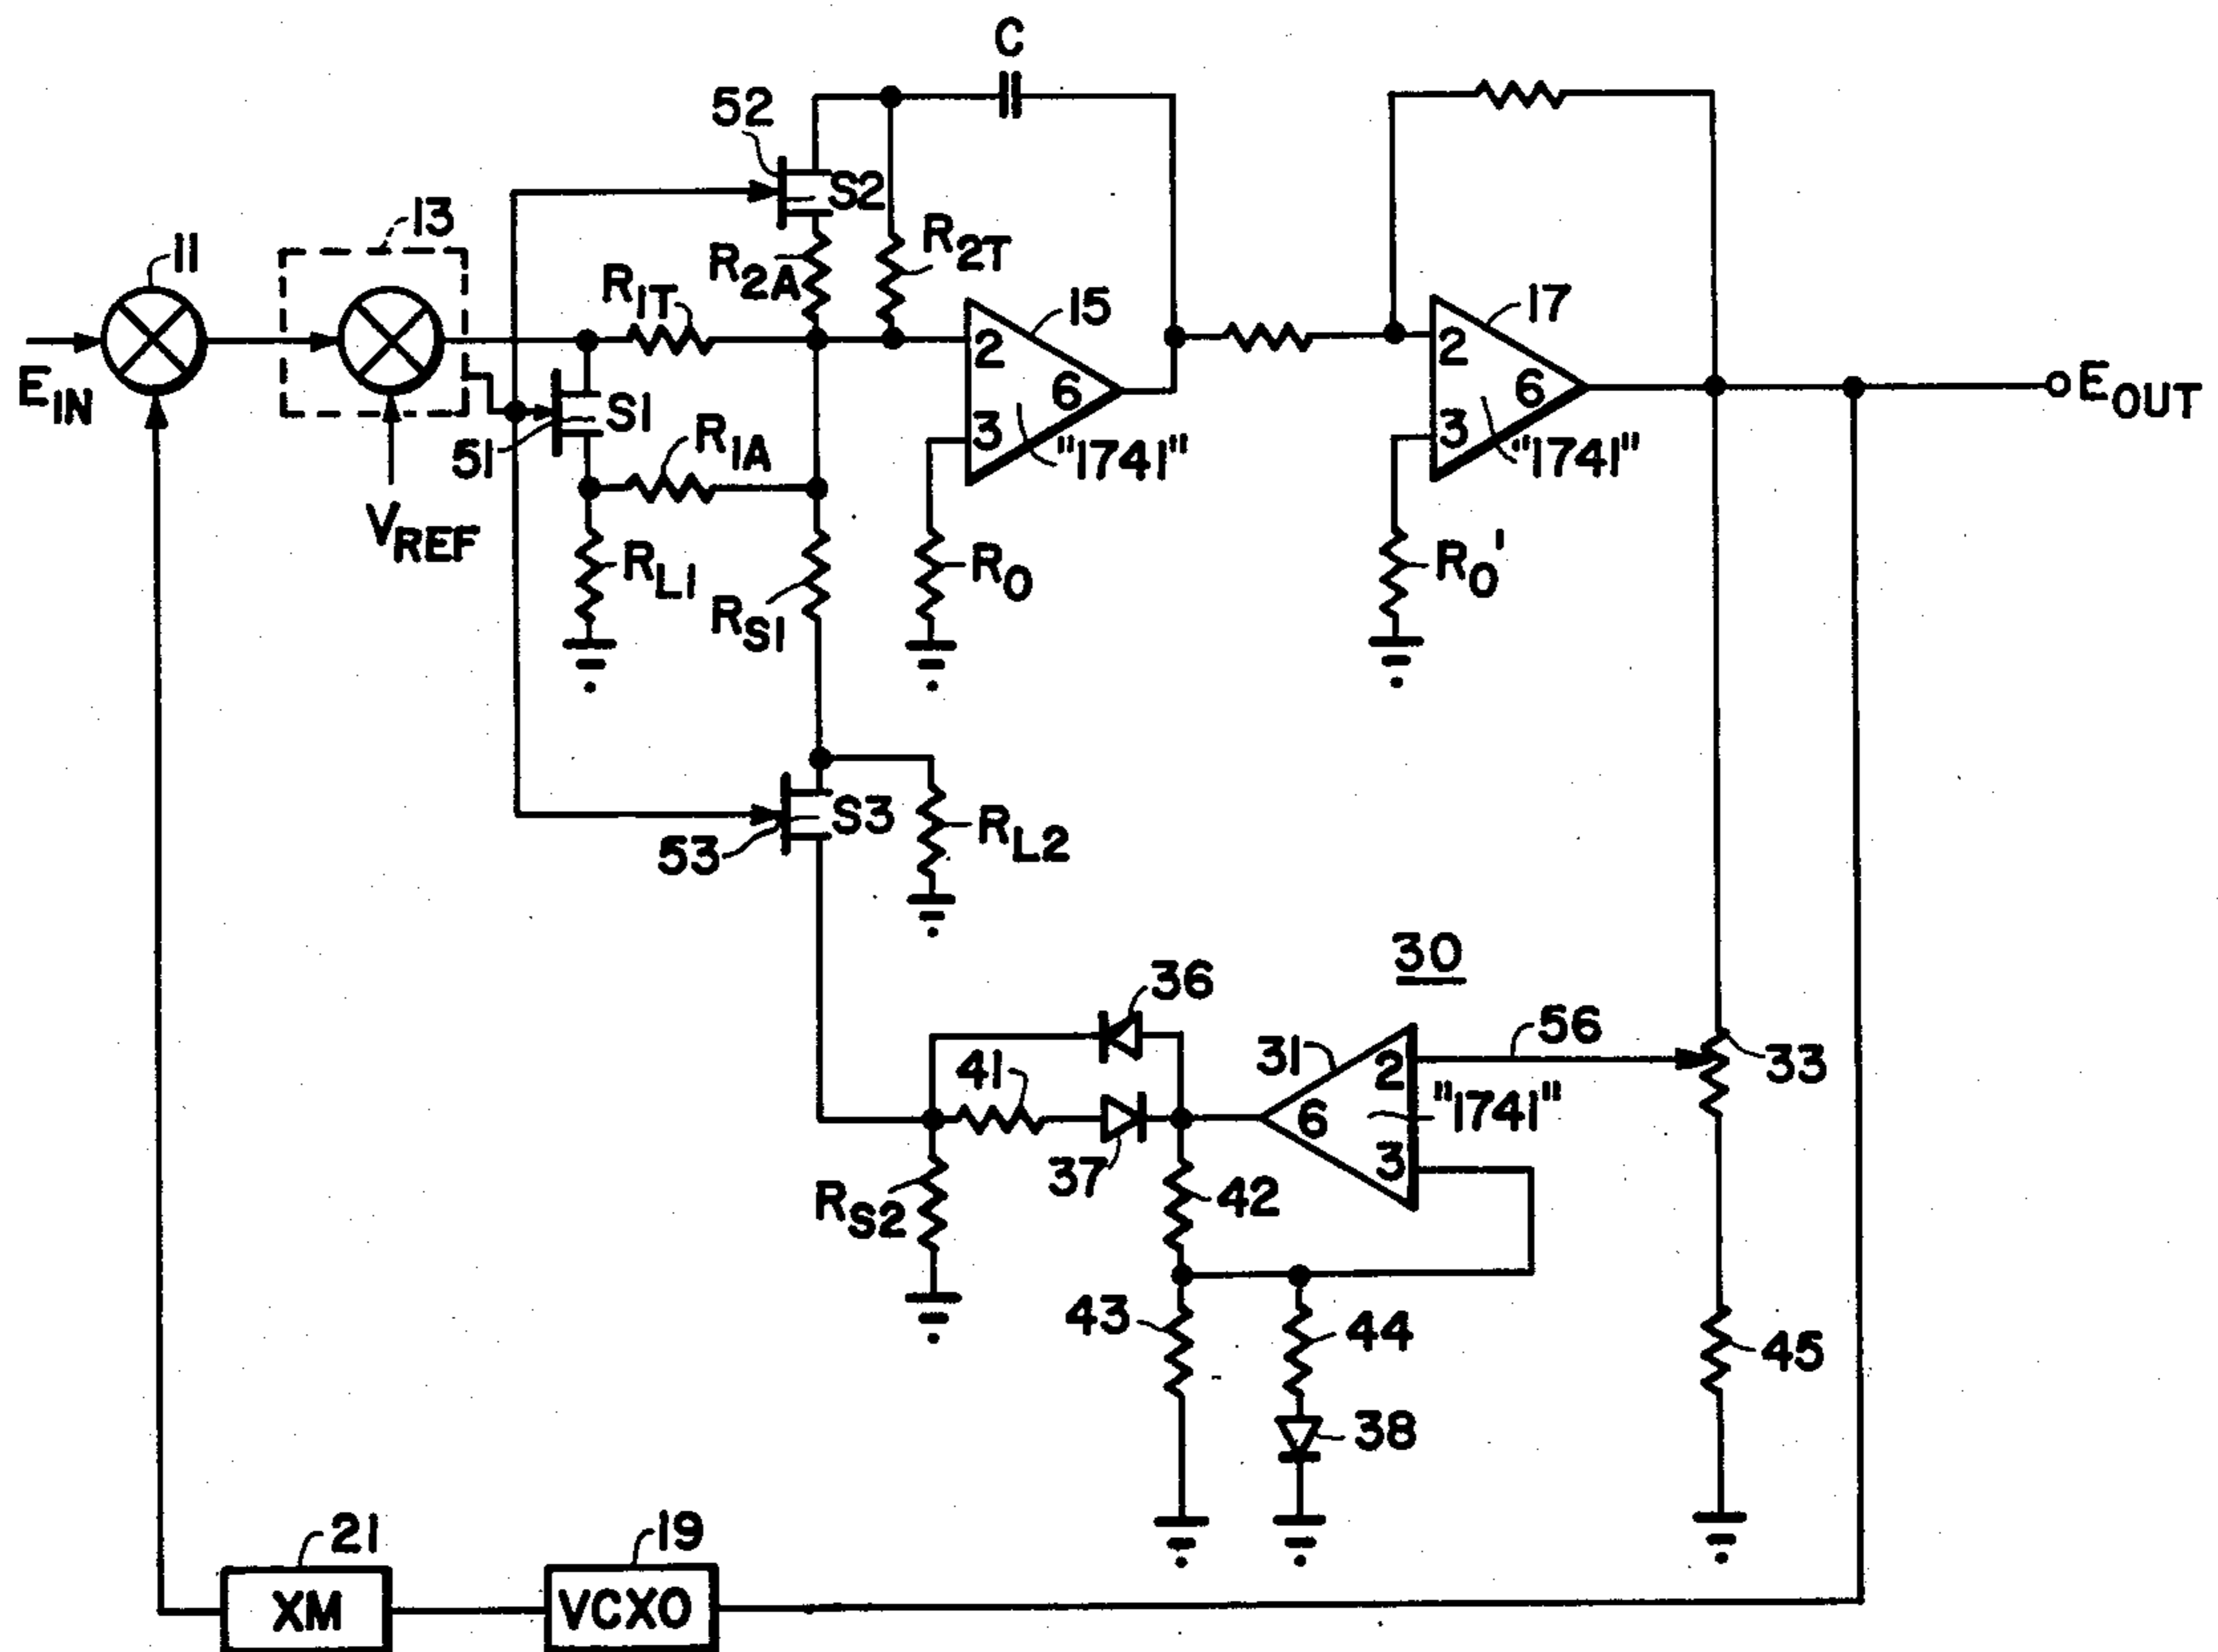 C
52
S2
13
11
R2T
R2A
R1T
15
17
2
6
3
"1741"
2
6
3
"1741"
EIN
EOUT
S1
51
R1A
VREF
RL1
RS1
RO
RO'
S3
53
RL2
30
36
56
31
41
2
"1741"
6
3
33
37
42
RS2
43
44
45
38
21
19
XM
VCXO